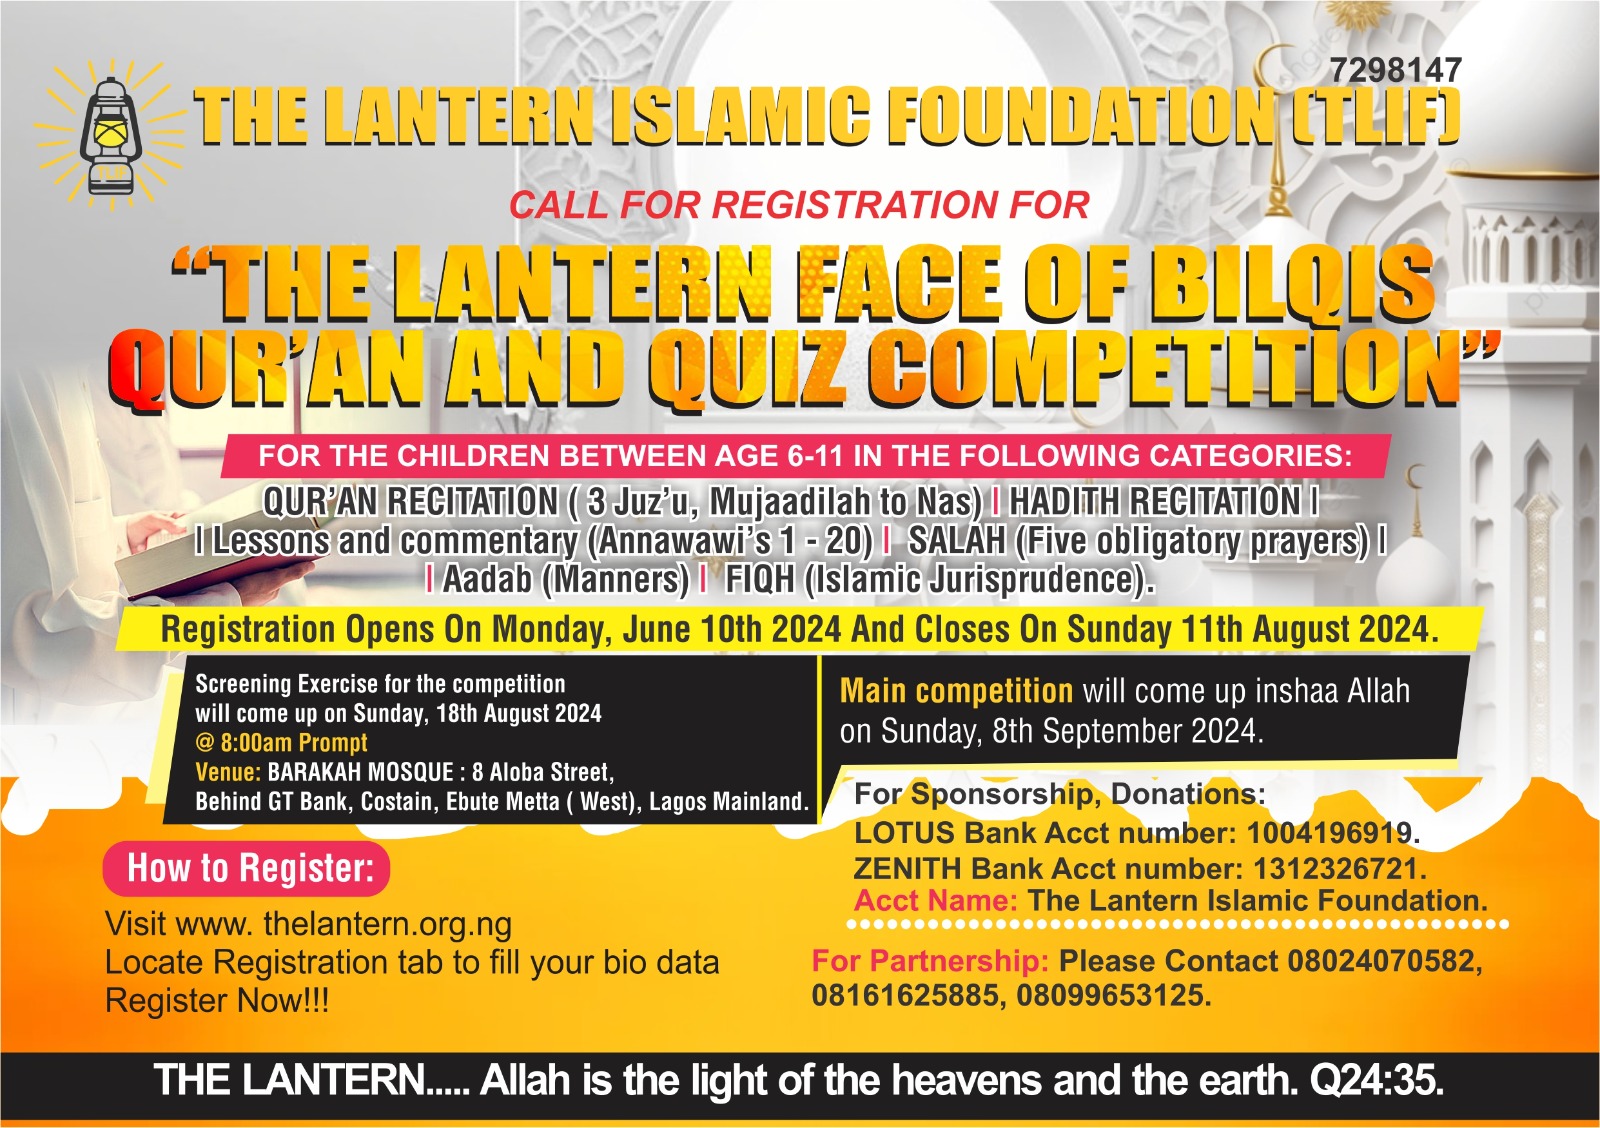 7298147
THE LANTERN ISLAMIC FOUNDATION (TLIF)
TLIF
CALL FOR REGISTRATION FOR
“THE LANTERN FACE OF BILQIS
QUR’AN AND QUIZ COMPETITION”
FOR THE CHILDREN BETWEEN AGE 6-11 IN THE FOLLOWING CATEGORIES:
QUR’AN RECITATION ( 3 Juz’u, Mujaadilah to Nas) | HADITH RECITATION |
| Lessons and commentary (Annawawi’s 1 - 20) | SALAH (Five obligatory prayers) |
| Aadab (Manners) | FIQH (Islamic Jurisprudence).
Registration Opens On Monday, June 10th 2024 And Closes On Sunday 11th August 2024.
Screening Exercise for the competition
will come up on Sunday, 18th August 2024
@ 8:00am Prompt
Venue: BARAKAH MOSQUE : 8 Aloba Street,
Behind GT Bank, Costain, Ebute Metta ( West), Lagos Mainland.
Main competition will come up inshaa Allah
on Sunday, 8th September 2024.
For Sponsorship, Donations:
LOTUS Bank Acct number: 1004196919.
ZENITH Bank Acct number: 1312326721.
Acct Name: The Lantern Islamic Foundation.
How to Register:
Visit www. thelantern.org.ng
Locate Registration tab to fill your bio data
Register Now!!!
For Partnership: Please Contact 08024070582,
08161625885, 08099653125.
THE LANTERN..... Allah is the light of the heavens and the earth. Q24:35.